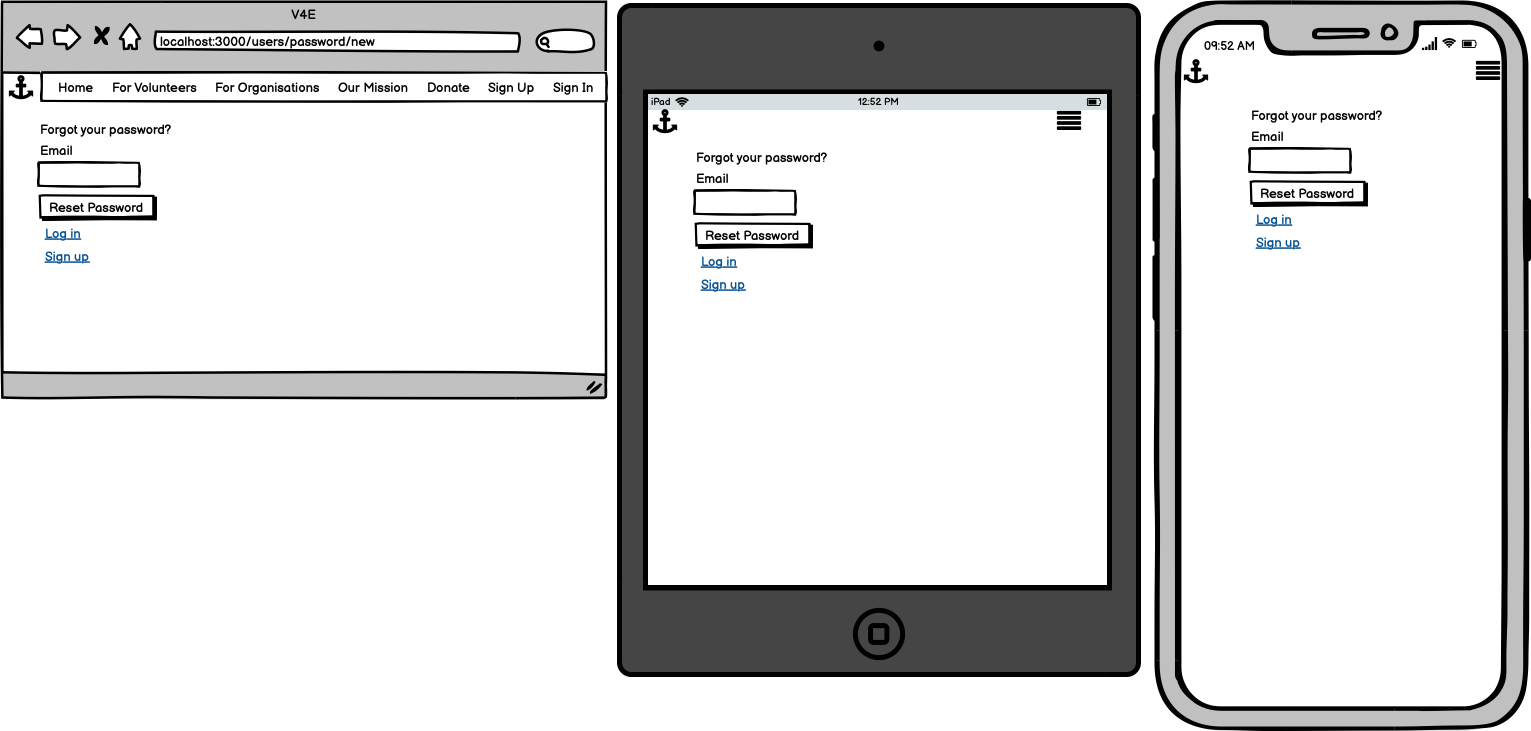 V4E
localhost:3000/users/password/new
Home For Volunteers For Organisations Our Mission Donate Sign Up Sign In
Forgot your password?
Email
Reset Password
Log in
Sign up
iPad 12:52 PM
Forgot your password?
Email
Reset Password
Log in
Sign up
09:52 AM
Forgot your password?
Email
Reset Password
Log in
Sign up